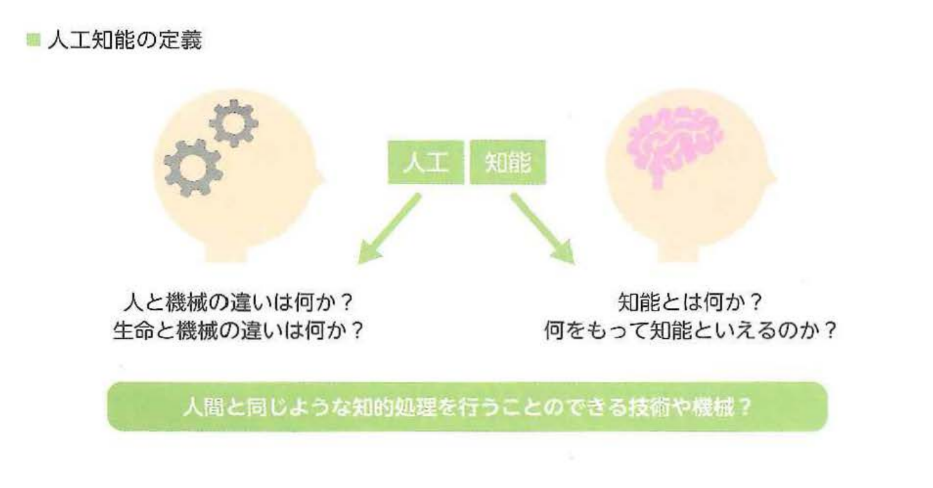 人工知能の定義
人工 知能
人と機械の違いは何か？
生命と機械の違いは何か？
知能とは何か？
何をもって知能といえるのか？
人間と同じような知的処理を行うことのできる技術や機械？